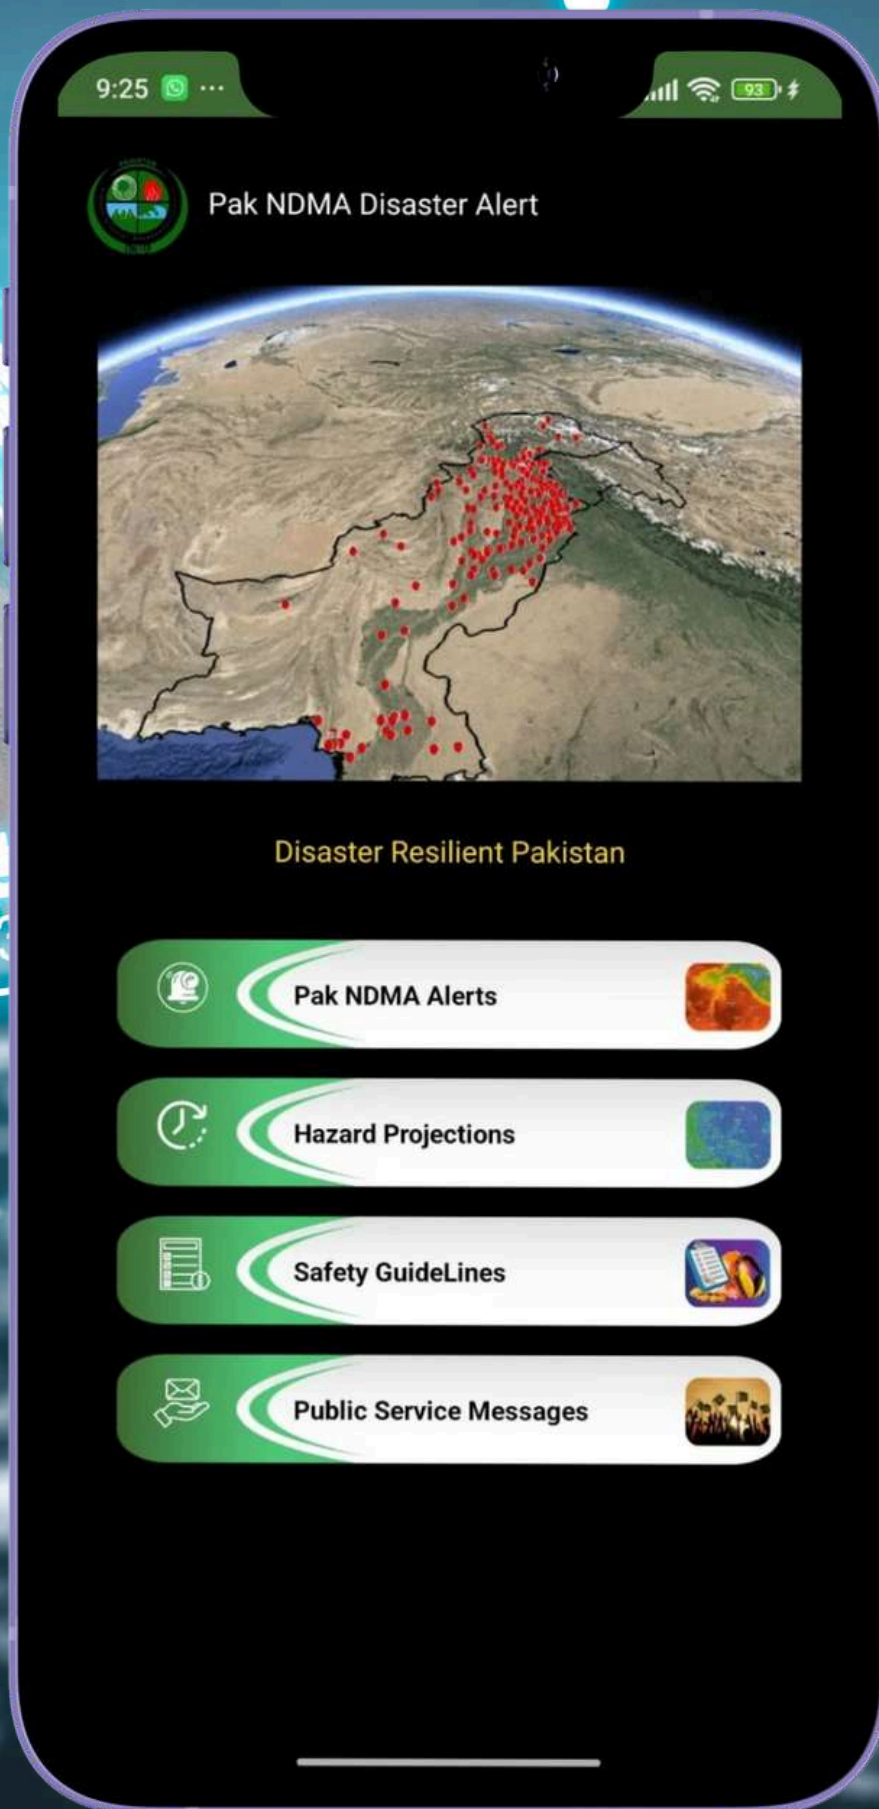 9:25
93
Pak NDMA Disaster Alert
Disaster Resilient Pakistan
Pak NDMA Alerts
Hazard Projections
Safety GuideLines
Public Service Messages